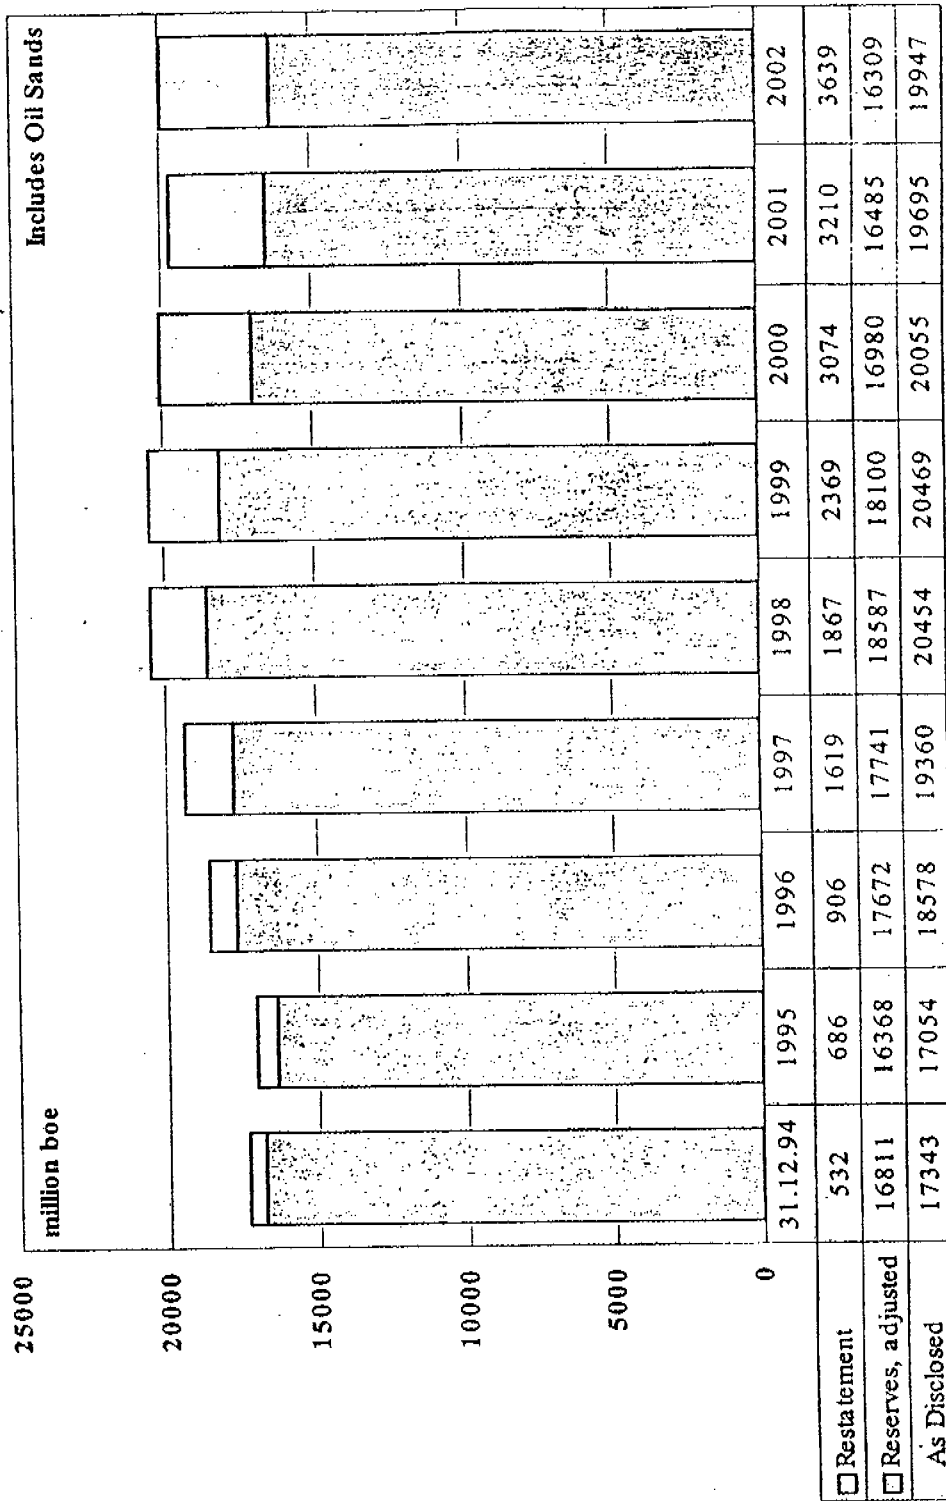 million boe Includes Oil Sands
25000
20000
15000
10000
5000
0
31.12.94 1995 1996 1997 1998 1999 2000 2001 2002
Restatement 532 686 906 1619 1867 2369 3074 3210 3639
Reserves, adjusted 16811 16368 17672 17741 18587 18100 16980 16485 16309
As Disclosed 17343 17054 18578 19360 20454 20469 20055 19695 19947